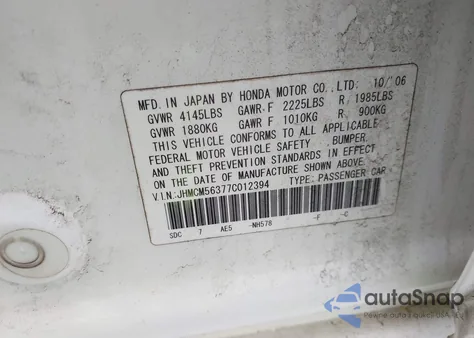 MFD. IN JAPAN BY HONDA MOTOR CO., LTD: 10/'06
GVWR 4145LBS GAWR F 2225LBS R 1985LBS
GVWR 1880KG GAWR F 1010KG R 900KG
THIS VEHICLE CONFORMS TO ALL APPLICABLE
FEDERAL MOTOR VEHICLE SAFETY, BUMPER,
AND THEFT PREVENTION STANDARDS IN EFFECT
ON THE DATE OF MANUFACTURE SHOWN ABOVE.
V.I.N.:JHMCM56377C012394 TYPE: PASSENGER CAR
SDC 7 AE5 -NH578 -F -C
autoSnap